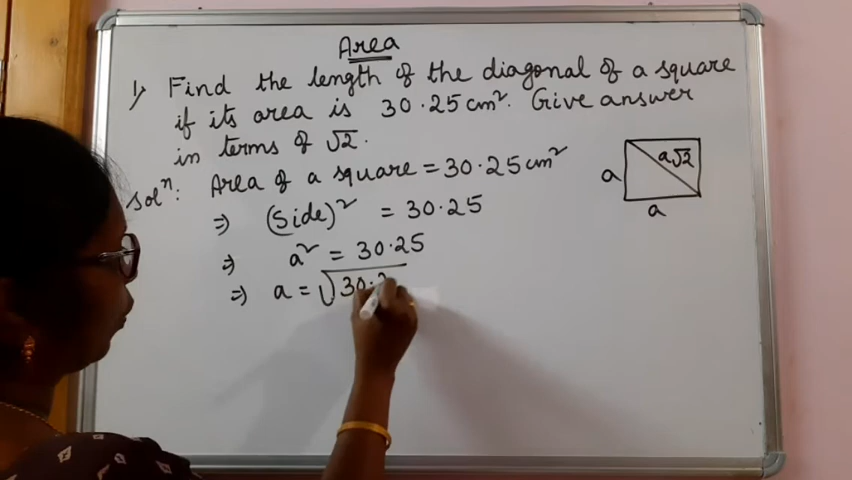 Area
1) Find the length of the diagonal of a square
if its area is 30.25 cm². Give answer
in terms of √2.
Solⁿ: Area of a square = 30.25 cm²
⇒ (Side)² = 30.25
⇒ a² = 30.25
⇒ a = √30.2
a√2
a
a